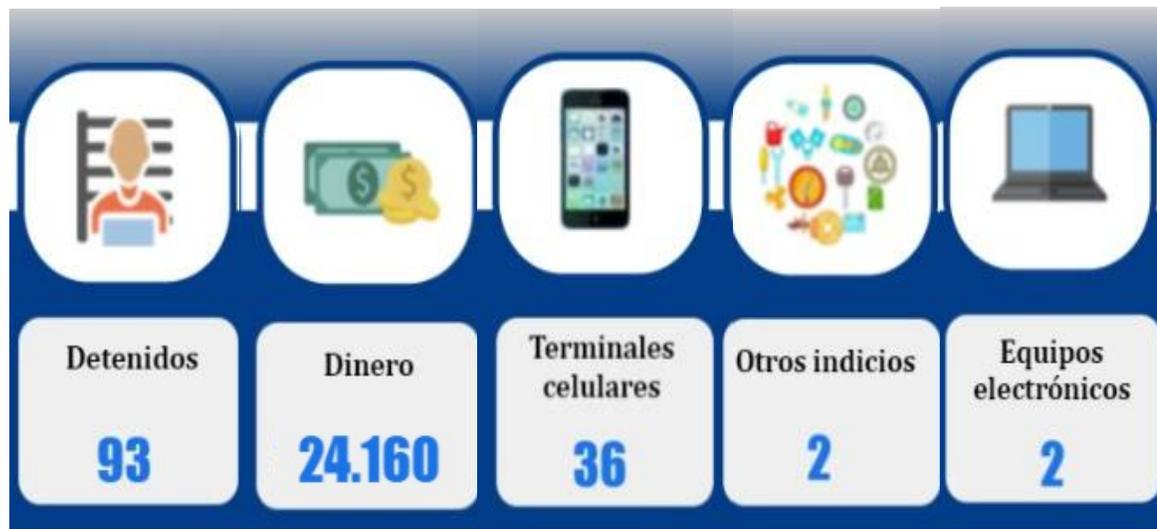 Detenidos
93
Dinero
24.160
Terminales
celulares
36
Otros indicios
2
Equipos
electrónicos
2